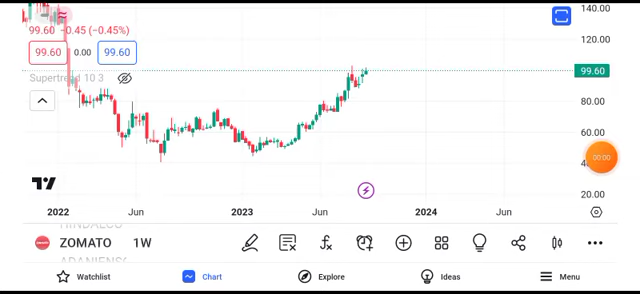 140.00
99.60 −0.45 (−0.45%)
120.00
99.60 0.00 99.60
99.60
Supertrend 10 3
80.00
60.00
00:00
20.00
2022 Jun 2023 Jun 2024 Jun
HINDALCO
ZOMATO 1W
Watchlist Chart Explore Ideas Menu